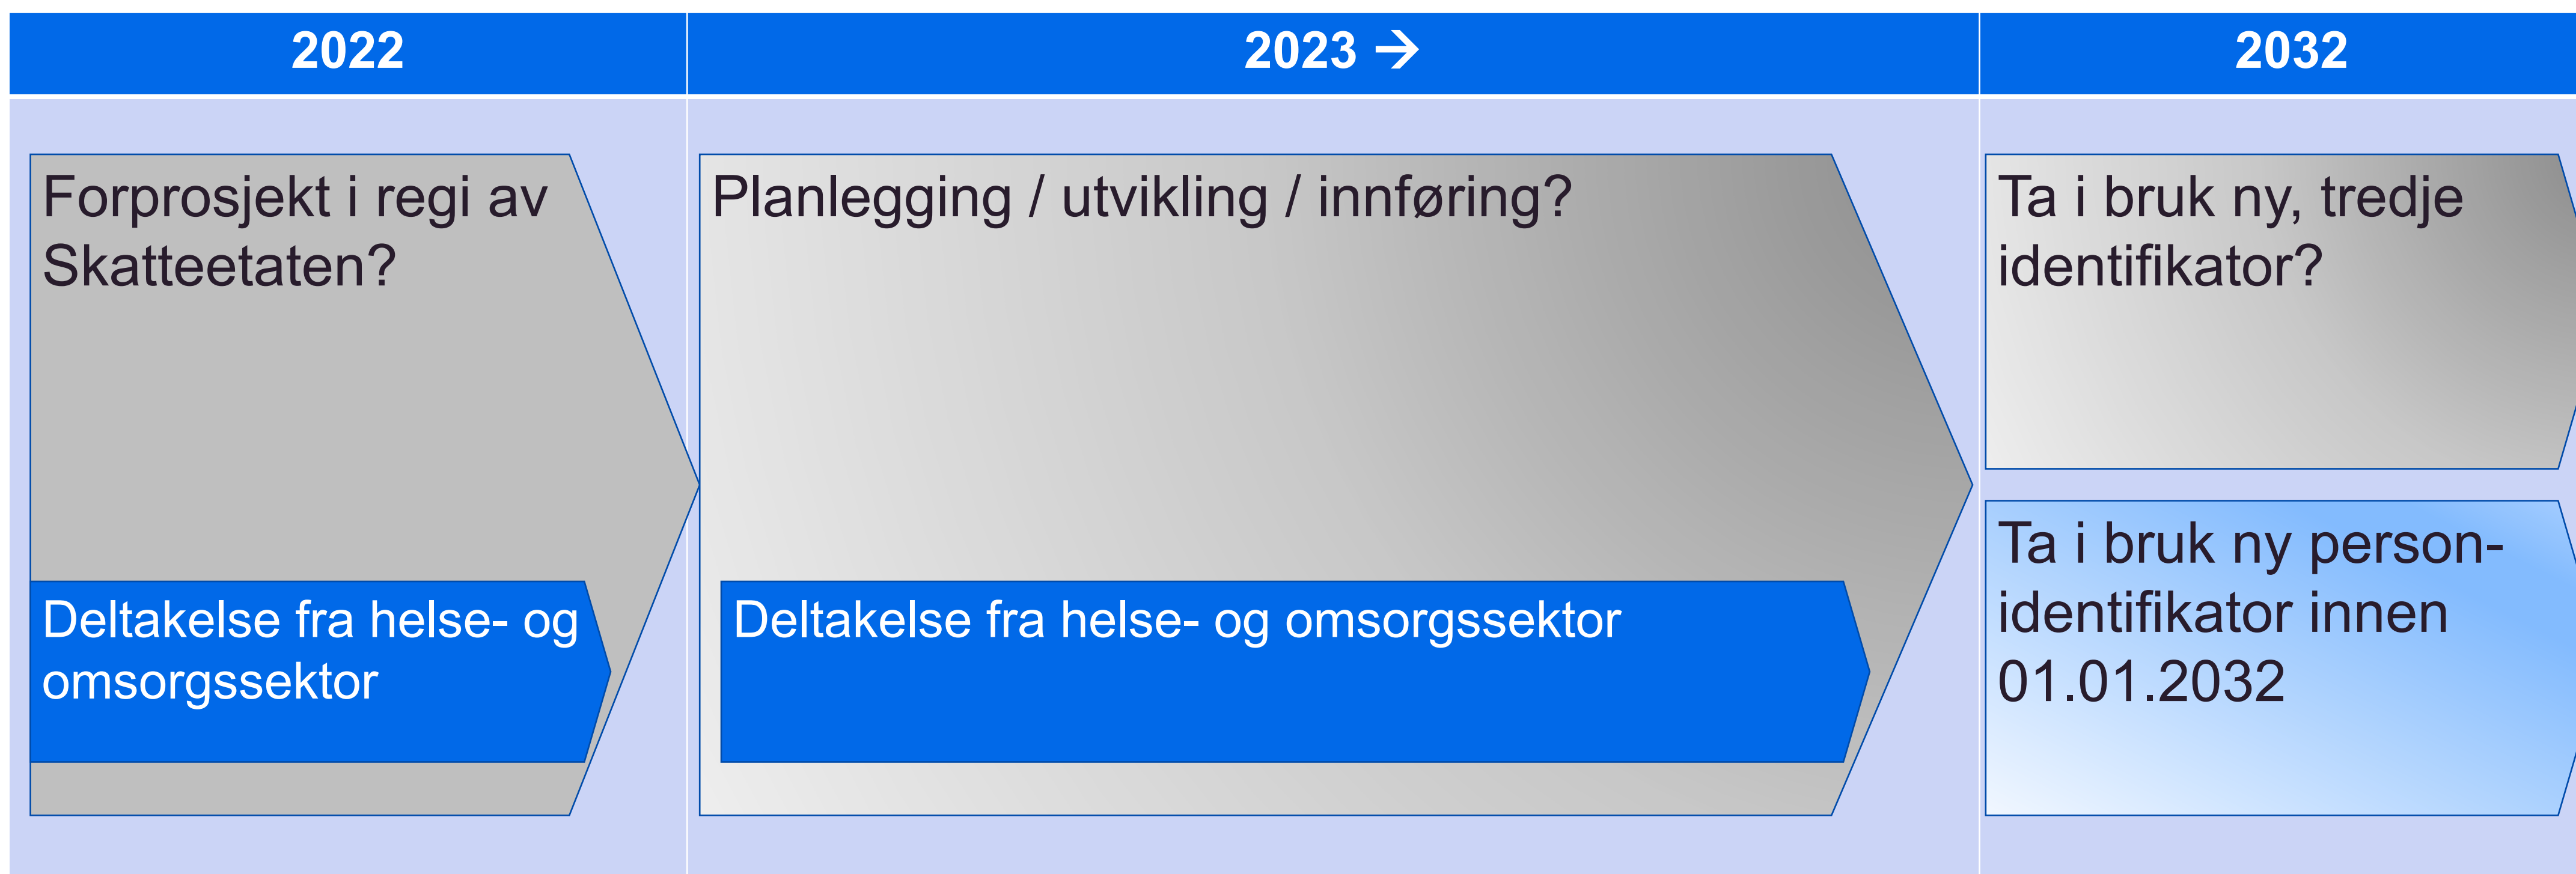 2022
2023 →
2032
Forprosjekt i regi av
Skatteetaten?
Deltakelse fra helse- og
omsorgssektor
Planlegging / utvikling / innføring?
Deltakelse fra helse- og omsorgssektor
Ta i bruk ny, tredje
identifikator?
Ta i bruk ny person-
identifikator innen
01.01.2032